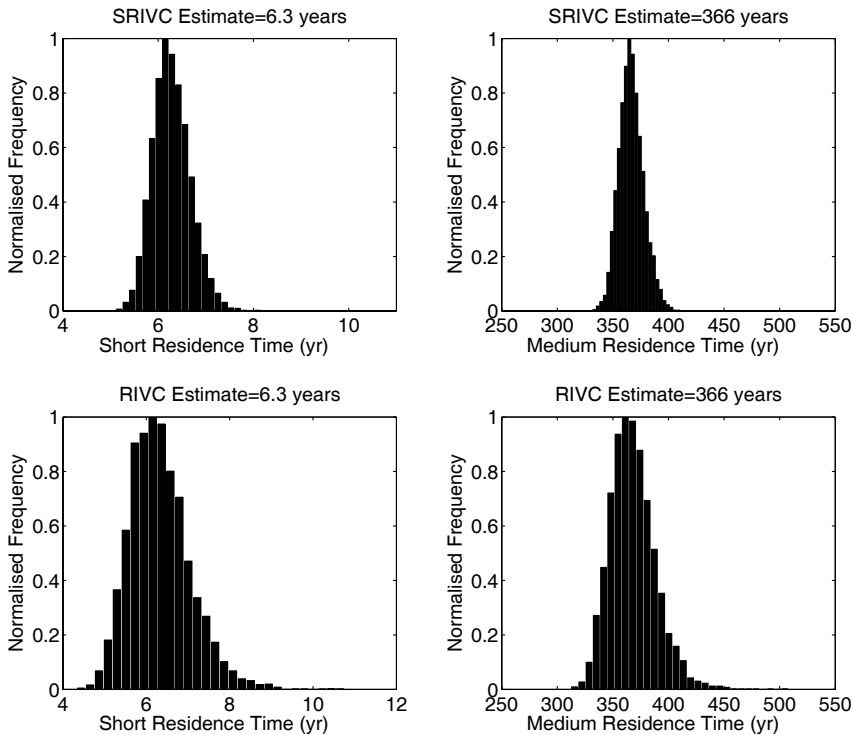 SRIVC Estimate=6.3 years
Normalised Frequency
1
0.8
0.6
0.4
0.2
0
4 6 8 10
Short Residence Time (yr)
SRIVC Estimate=366 years
Normalised Frequency
1
0.8
0.6
0.4
0.2
0
250 300 350 400 450 500 550
Medium Residence Time (yr)
RIVC Estimate=6.3 years
Normalised Frequency
1
0.8
0.6
0.4
0.2
0
4 6 8 10 12
Short Residence Time (yr)
RIVC Estimate=366 years
Normalised Frequency
1
0.8
0.6
0.4
0.2
0
250 300 350 400 450 500 550
Medium Residence Time (yr)